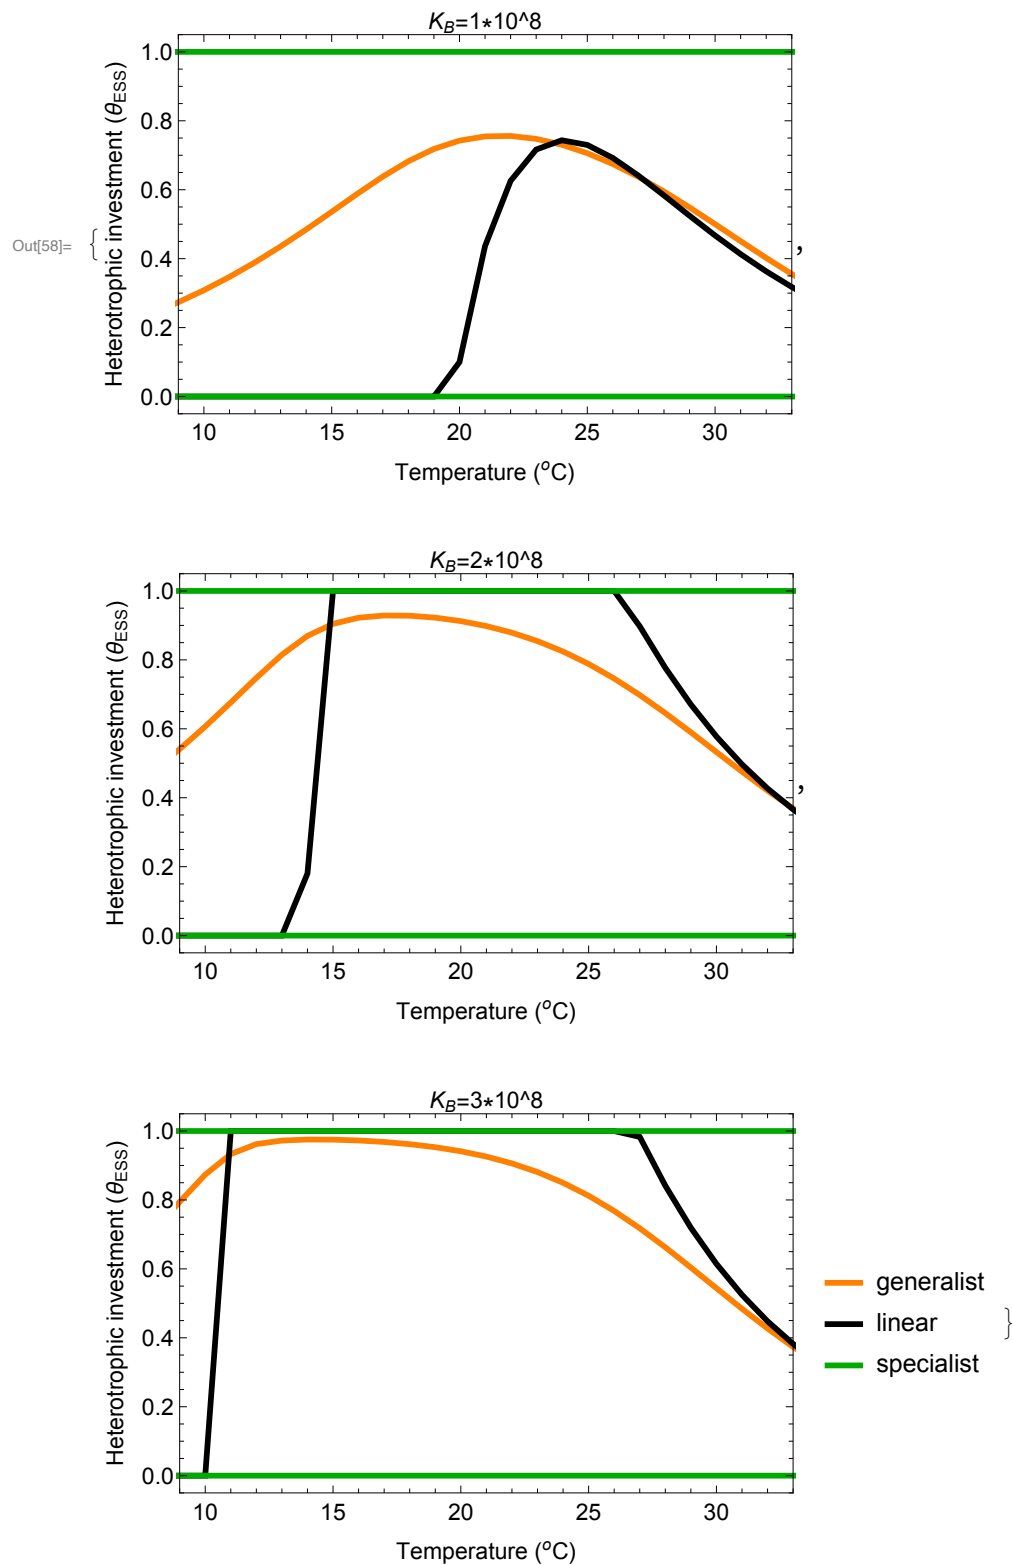 K_B=1*10^8
1.0
0.8
0.6
0.4
0.2
0.0
Heterotrophic investment (θ_ESS)
Out[58]=
{
,
10 15 20 25 30
Temperature (°C)
K_B=2*10^8
1.0
0.8
0.6
0.4
0.2
0.0
Heterotrophic investment (θ_ESS)
,
10 15 20 25 30
Temperature (°C)
K_B=3*10^8
1.0
0.8
0.6
0.4
0.2
0.0
Heterotrophic investment (θ_ESS)
10 15 20 25 30
Temperature (°C)
generalist
linear
specialist
}